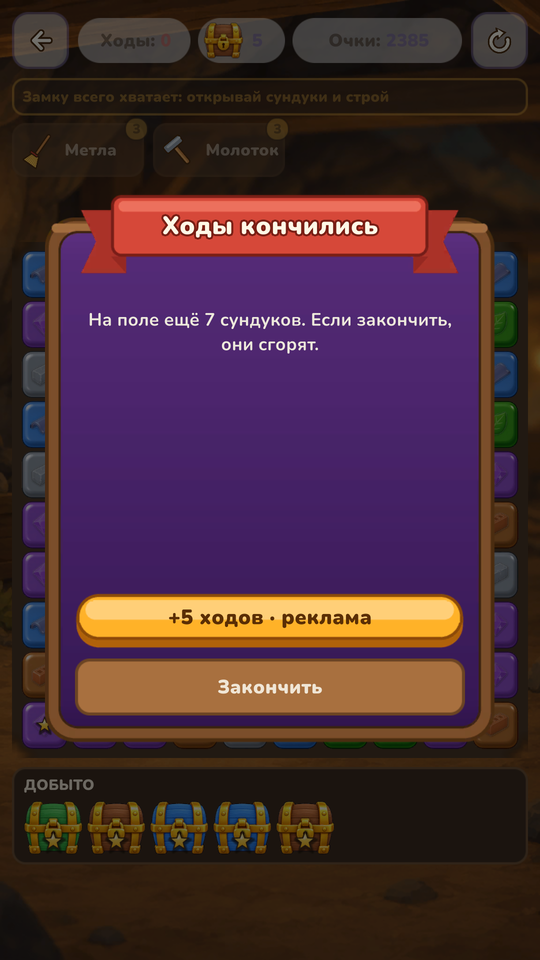 Ходы: 0
5
Очки: 2385
Замку всего хватает: открывай сундуки и строй
Метла
3
Молоток
3
Ходы кончились
На поле ещё 7 сундуков. Если закончить,
они сгорят.
+5 ходов · реклама
Закончить
ДОБЫТО